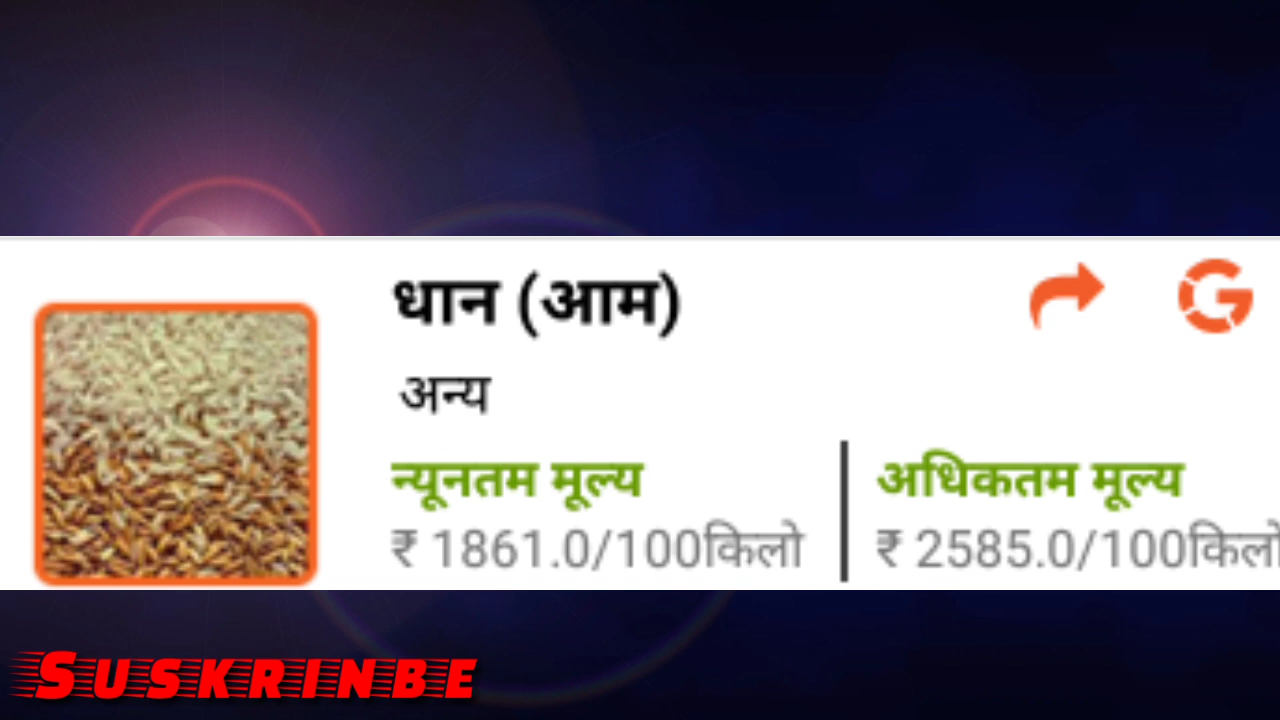 धान (आम)
अन्य
न्यूनतम मूल्य
₹ 1861.0/100किलो
अधिकतम मूल्य
₹ 2585.0/100किलो
SUSKRINBE